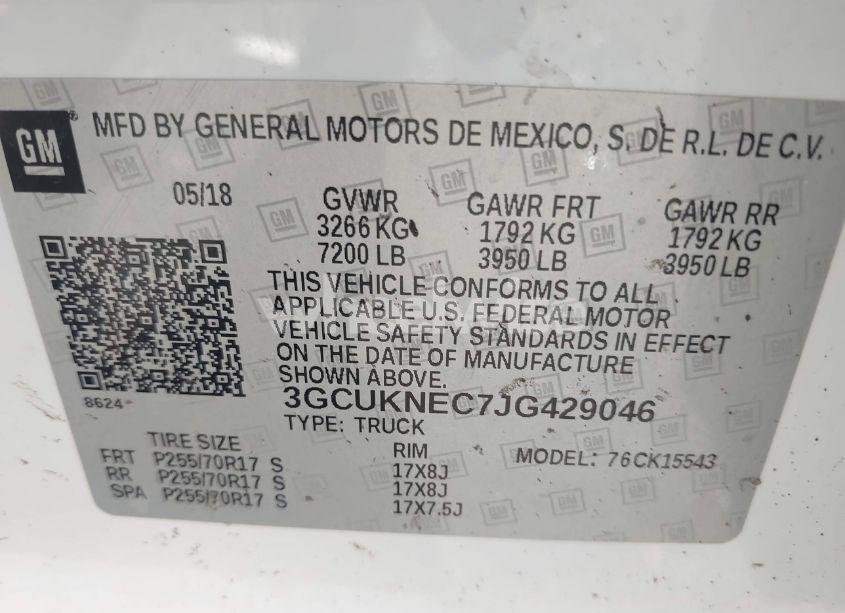 GM
MFD BY GENERAL MOTORS DE MEXICO, S. DE R.L. DE C.V.
05/18 GVWR GAWR FRT GAWR RR
3266 KG 1792 KG 1792 KG
7200 LB 3950 LB 3950 LB
THIS VEHICLE CONFORMS TO ALL
APPLICABLE U.S. FEDERAL MOTOR
VEHICLE SAFETY STANDARDS IN EFFECT
ON THE DATE OF MANUFACTURE
SHOWN ABOVE.
8624
3GCUKNEC7JG429046
TYPE: TRUCK
TIRE SIZE RIM MODEL: 76CK15543
FRT P255/70R17 S 17X8J
RR P255/70R17 S 17X8J
SPA P255/70R17 S 17X7.5J